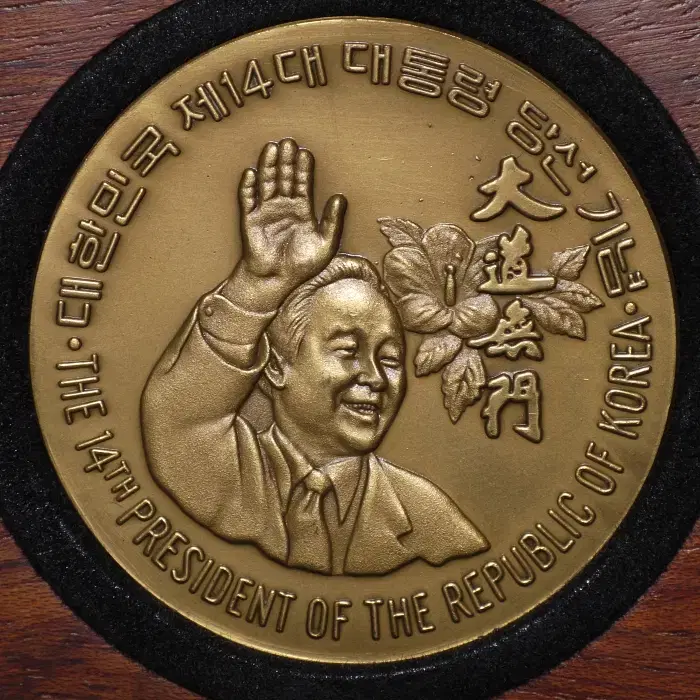 대한민국 제14대 대통령 당선 기념
大道無門
· THE 14TH PRESIDENT OF THE REPUBLIC OF KOREA ·